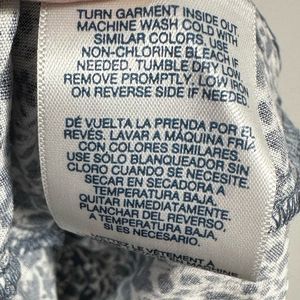 TURN GARMENT INSIDE OUT.
MACHINE WASH COLD WITH
SIMILAR COLORS. USE
NON-CHLORINE BLEACH IF
NEEDED. TUMBLE DRY LOW.
REMOVE PROMPTLY. LOW IRON
ON REVERSE SIDE IF NEEDED.
DÉ VUELTA LA PRENDA POR EL
REVÉS. LAVAR A MÁQUINA FRÍA
CON COLORES SIMILARES.
USE SÓLO BLANQUEADOR SIN
CLORO CUANDO SE NECESITE.
SECAR EN SECADORA A
TEMPERATURA BAJA.
QUITAR INMEDIATAMENTE.
PLANCHAR DEL REVERSO
A TEMPERATURA BAJA,
SI ES NECESARIO.
LE VÊTEMENT À